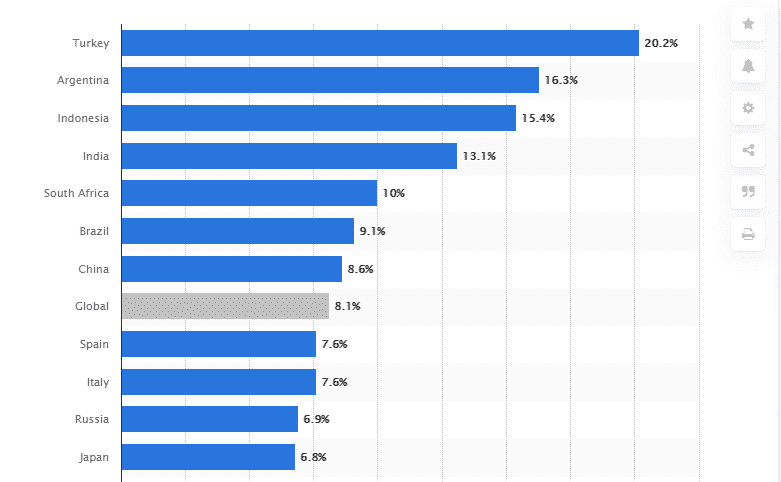 Turkey 20.2%
Argentina 16.3%
Indonesia 15.4%
India 13.1%
South Africa 10%
Brazil 9.1%
China 8.6%
Global 8.1%
Spain 7.6%
Italy 7.6%
Russia 6.9%
Japan 6.8%